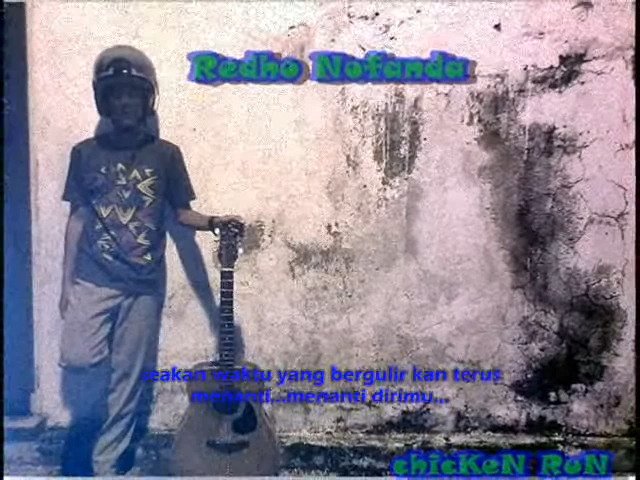 Redho Nofanda
seakan waktu yang bergulir kan terus
menanti...menanti dirimu...
chicKeN RuN